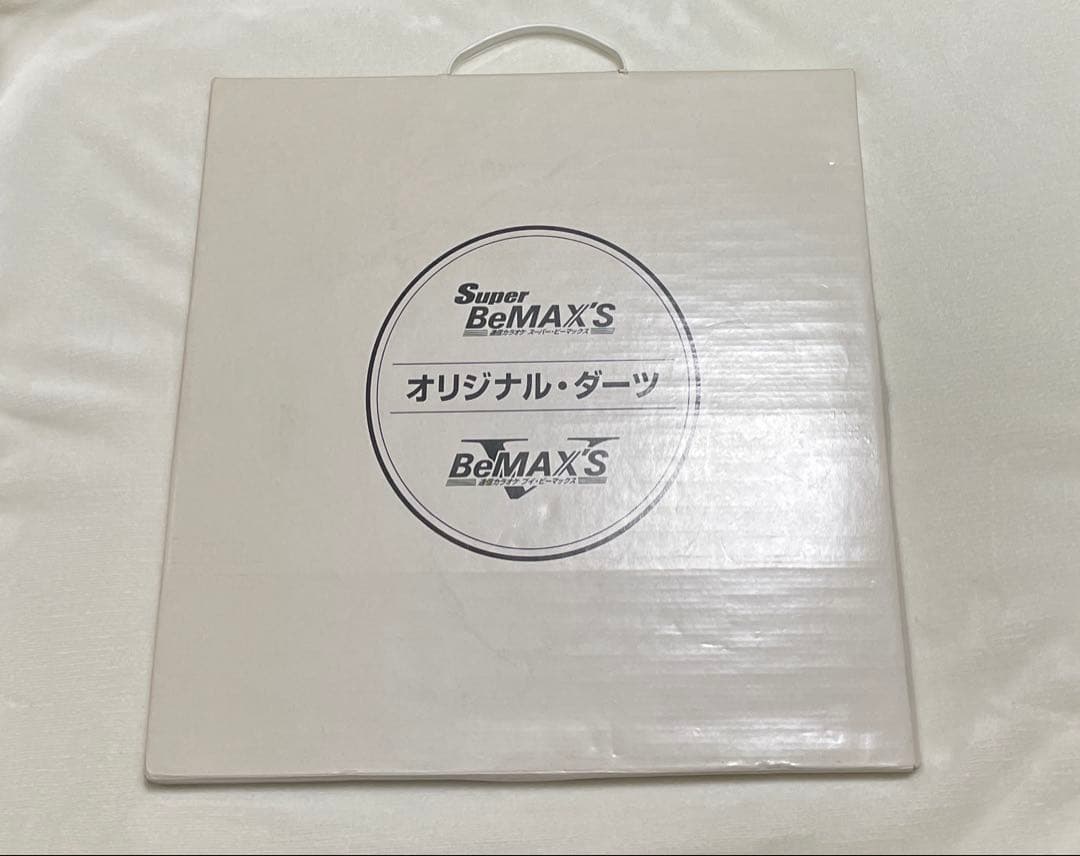 Super
BeMAX'S
通信カラオケ スーパー・ビーマックス
オリジナル・ダーツ
BeMAX'S
通信カラオケ ブイ・ビーマックス